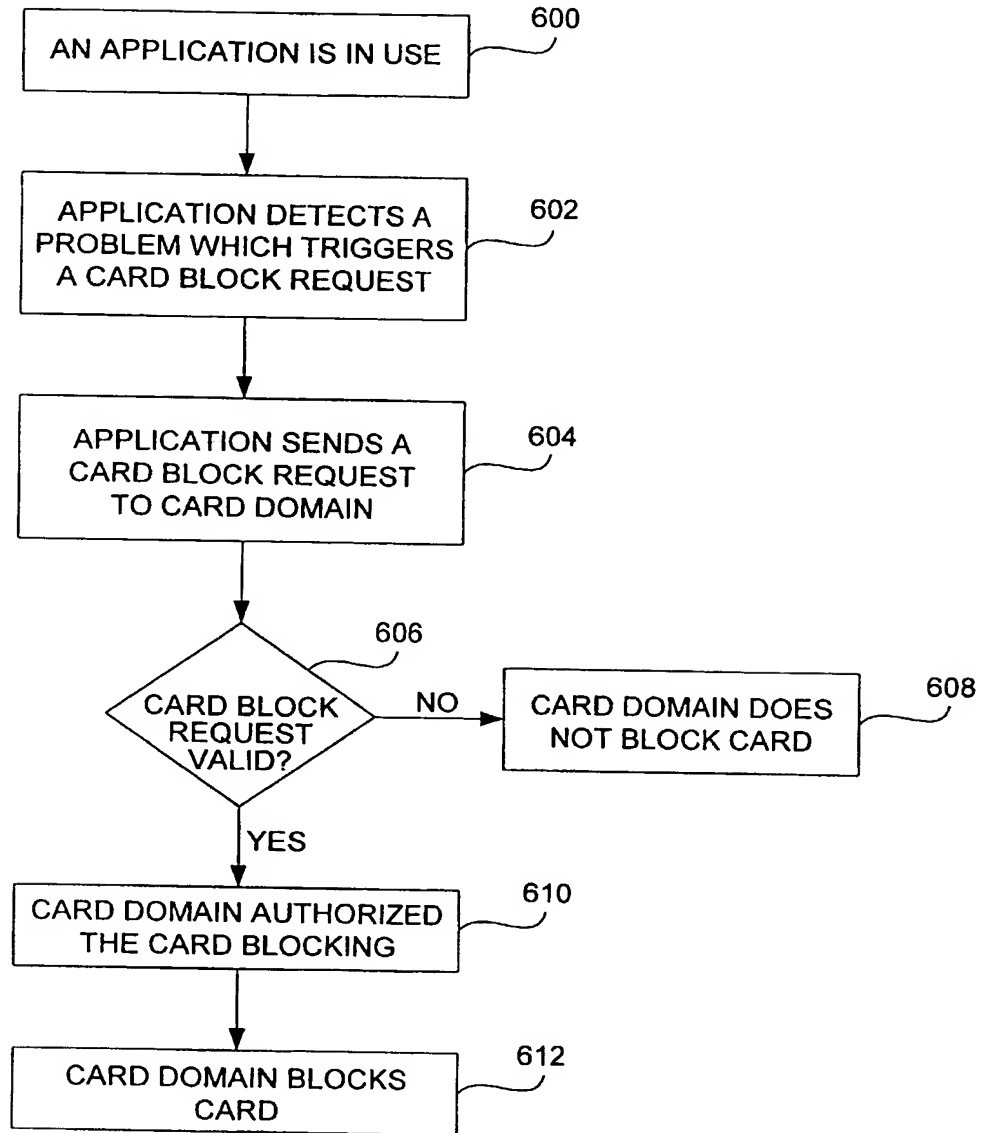 AN APPLICATION IS IN USE
600
APPLICATION DETECTS A
PROBLEM WHICH TRIGGERS
A CARD BLOCK REQUEST
602
APPLICATION SENDS A
CARD BLOCK REQUEST
TO CARD DOMAIN
604
606
CARD BLOCK
REQUEST
VALID?
NO
CARD DOMAIN DOES
NOT BLOCK CARD
608
YES
CARD DOMAIN AUTHORIZED
THE CARD BLOCKING
610
CARD DOMAIN BLOCKS
CARD
612